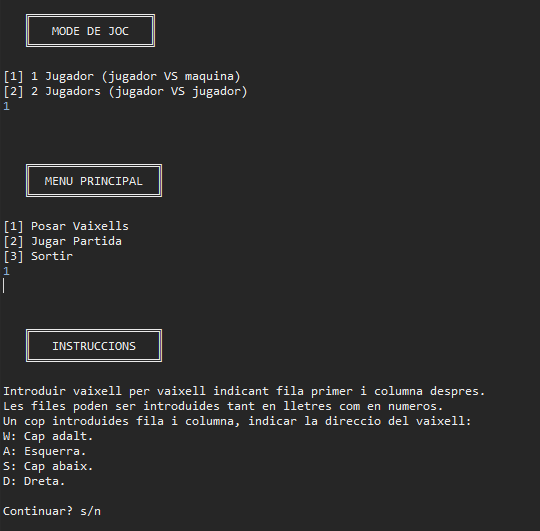 MODE DE JOC
[1] 1 Jugador (jugador VS maquina)
[2] 2 Jugadors (jugador VS jugador)
1
MENU PRINCIPAL
[1] Posar Vaixells
[2] Jugar Partida
[3] Sortir
1
INSTRUCCIONS
Introduir vaixell per vaixell indicant fila primer i columna despres.
Les files poden ser introduides tant en lletres com en numeros.
Un cop introduides fila i columna, indicar la direccio del vaixell:
W: Cap adalt.
A: Esquerra.
S: Cap abaix.
D: Dreta.
Continuar? s/n